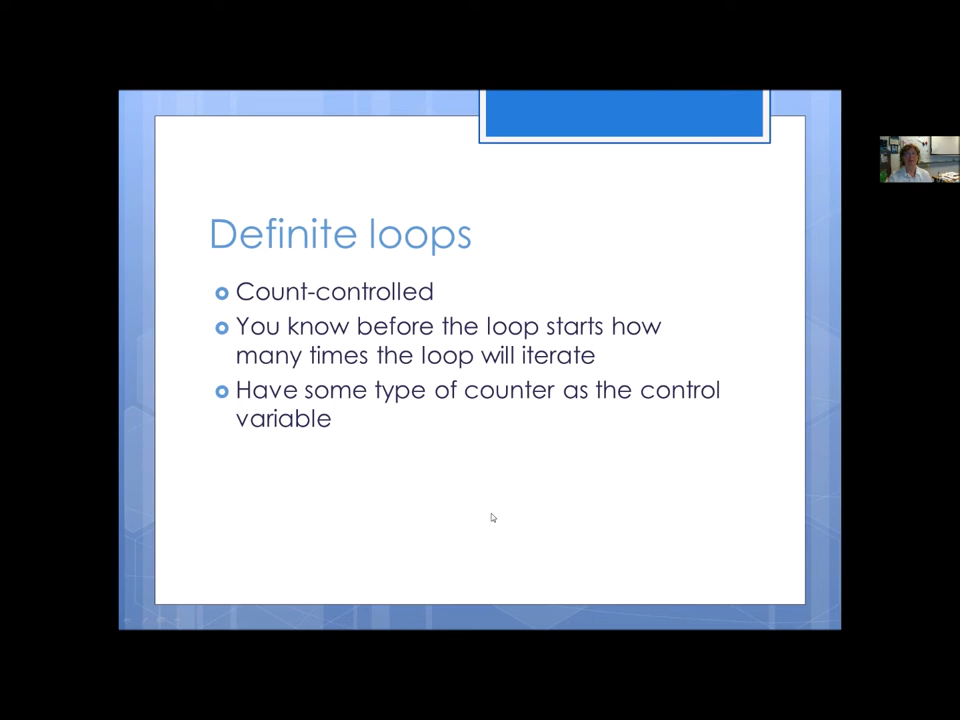 Definite loops
Count-controlled
You know before the loop starts how
many times the loop will iterate
Have some type of counter as the control
variable